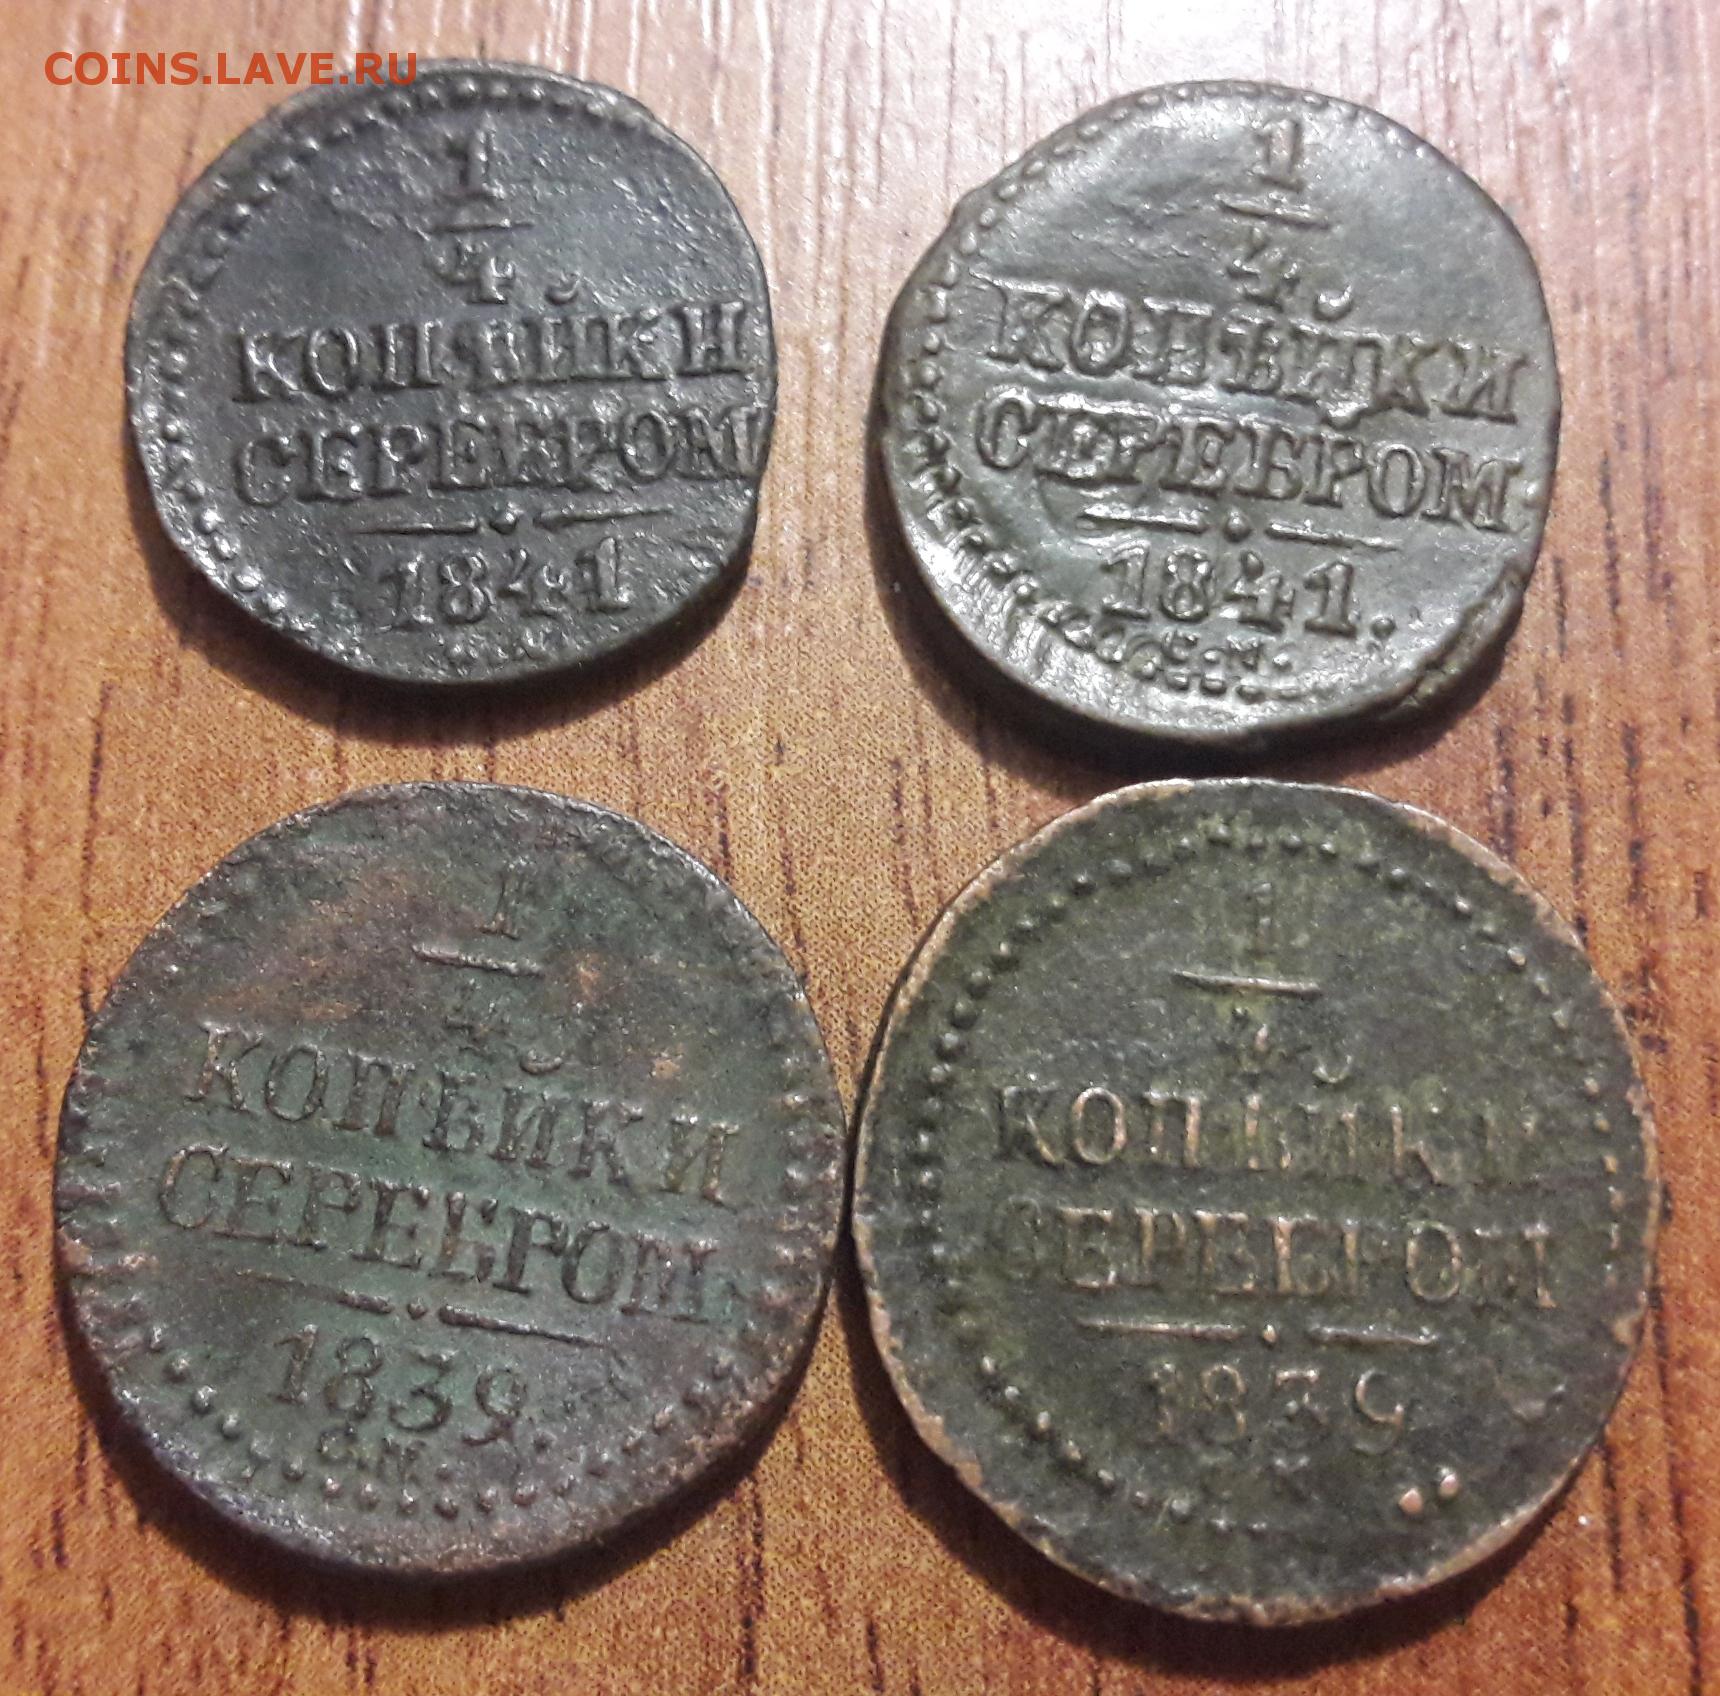 COINS.LAVE.RU
1
4
КОПѢЙКИ
СЕРЕБРОМ
1841
1
4
КОПѢЙКИ
СЕРЕБРОМ
1841.
С.М.
1
4
КОПѢЙКИ
СЕРЕБРОМ
1839.
С.М.
1
4
КОПѢЙКИ
СЕРЕБРОМ
1839